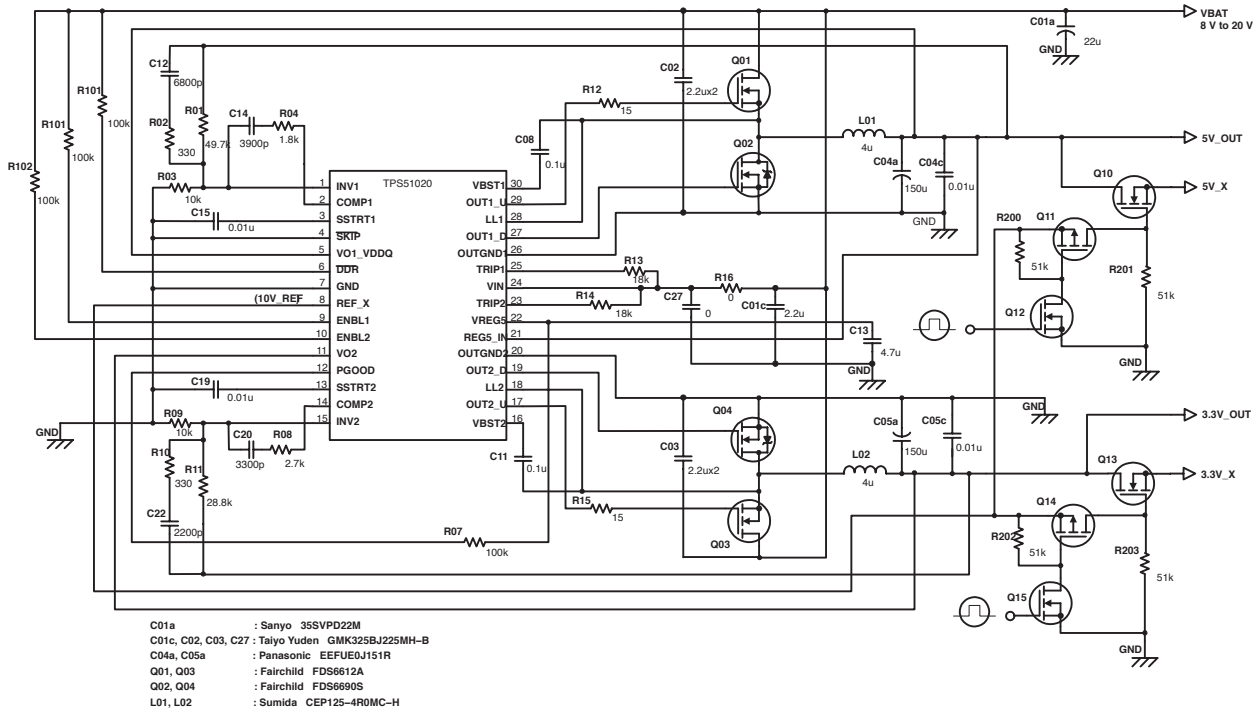 VBAT
8 V to 20 V
C01a
22u
GND
C12
6800p
R101
100k
R101
100k
R102
100k
R02
330
R01
49.7k
C14
3900p
R04
1.8k
R03
10k
C15
0.01u
R12
15
C02
2.2ux2
Q01
C08
0.1u
Q02
L01
4u
C04a
150u
C04c
0.01u
GND
5V_OUT
Q10
5V_X
R200
51k
Q11
R201
51k
Q12
GND
TPS51020
1 INV1
2 COMP1
3 SSTRT1
4 SKIP
5 VO1_VDDQ
6 DDR
7 GND
(10V_REF 8 REF_X
9 ENBL1
10 ENBL2
11 VO2
12 PGOOD
13 SSTRT2
14 COMP2
15 INV2
VBST1 30
OUT1_U 29
LL1 28
OUT1_D 27
OUTGND1 26
TRIP1 25
VIN 24
TRIP2 23
VREG5 22
REG5_IN 21
OUTGND2 20
OUT2_D 19
LL2 18
OUT2_U 17
VBST2 16
R13
18k
R14
18k
R16
0
C27
0
C01c
2.2u
C13
4.7u
GND
C19
0.01u
GND
R09
10k
C20
3300p
R08
2.7k
R10
330
R11
28.8k
C22
2200p
C11
0.1u
R15
15
R07
100k
C03
2.2ux2
Q04
Q03
L02
4u
C05a
150u
C05c
0.01u
GND
3.3V_OUT
Q13
3.3V_X
Q14
R202
51k
R203
51k
Q15
GND
C01a : Sanyo 35SVPD22M
C01c, C02, C03, C27 : Taiyo Yuden GMK325BJ225MH–B
C04a, C05a : Panasonic EEFUE0J151R
Q01, Q03 : Fairchild FDS6612A
Q02, Q04 : Fairchild FDS6690S
L01, L02 : Sumida CEP125–4R0MC–H